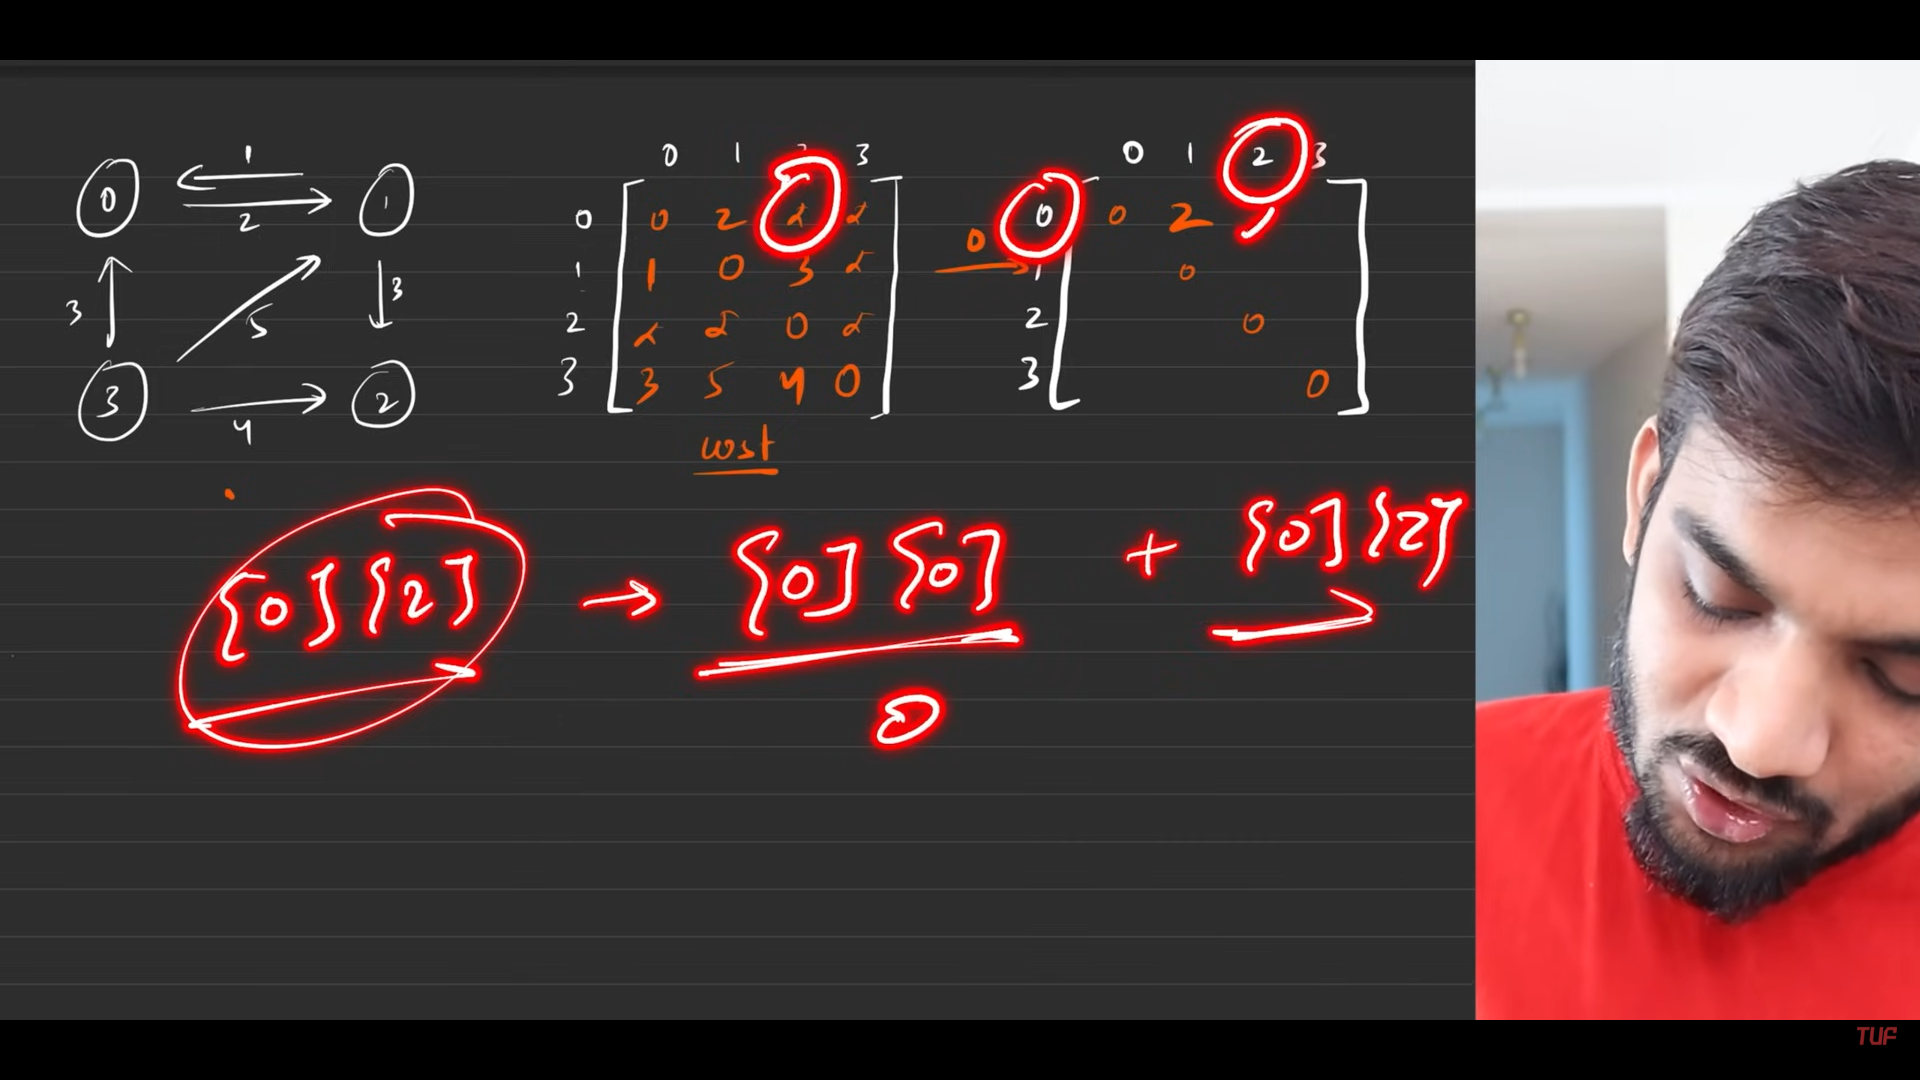 0 1 2 3 0 1 2 3
1
0 1 0 0 2 α α 0 0 0 2
2
1 1 0 3 α 1 0
3 5 3 2 α α 0 α 2 0
3 2 3 3 5 4 0 3 0
4
cost
[0] [2] → [0] [0] + [0] [2]
0
TUF